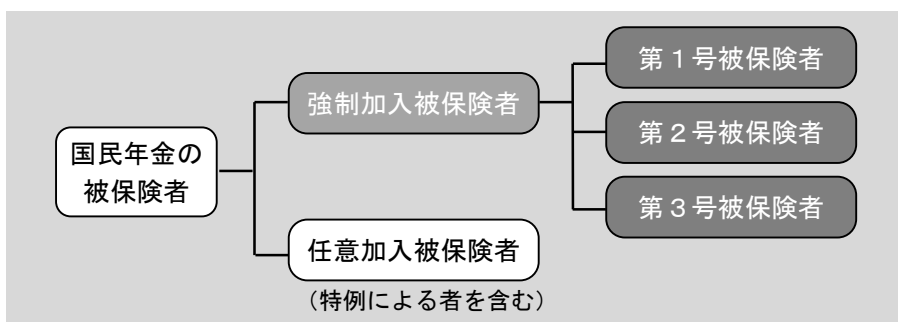 国民年金の
被保険者
強制加入被保険者
第１号被保険者
第２号被保険者
第３号被保険者
任意加入被保険者
（特例による者を含む）